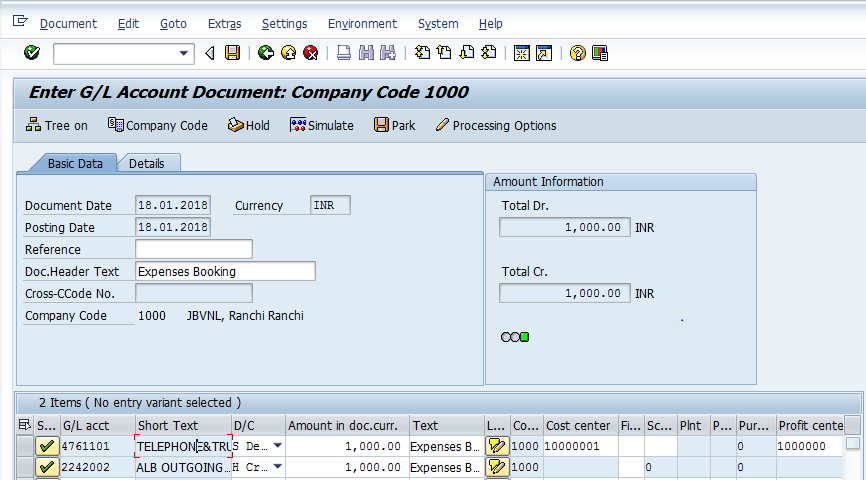 Document Edit Goto Extras Settings Environment System Help
Enter G/L Account Document: Company Code 1000
Tree on Company Code Hold Simulate Park Processing Options
Basic Data Details
Amount Information
Document Date 18.01.2018 Currency INR
Total Dr.
Posting Date 18.01.2018
1,000.00 INR
Reference
Doc.Header Text Expenses Booking
Total Cr.
Cross-CCode No.
1,000.00 INR
Company Code 1000 JBVNL, Ranchi Ranchi
2 Items ( No entry variant selected )
S... G/L acct Short Text D/C Amount in doc.curr. Text L... Co... Cost center Fi... Sc... Plnt P... Pur... Profit cente
4761101 TELEPHONE&TRU S De... 1,000.00 Expenses B... 1000 10000001 0 1000000
2242002 ALB OUTGOING... H Cr... 1,000.00 Expenses B... 1000 0 0